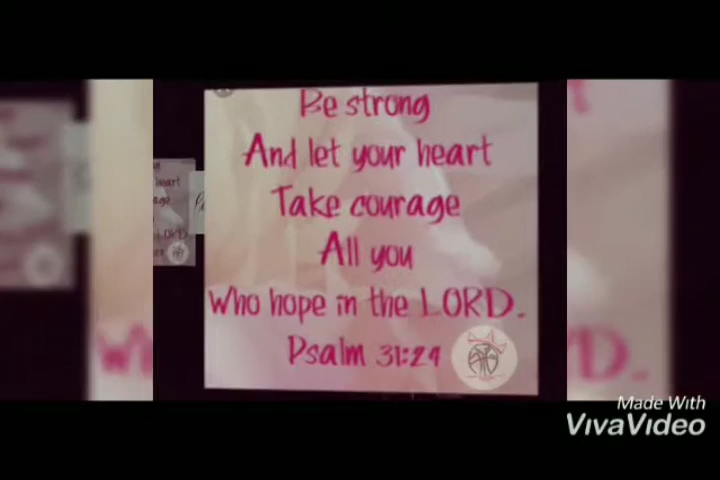 Be strong
And let your heart
Take courage
All you
Who hope in the LORD.
Psalm 31:24
Made With
VivaVideo